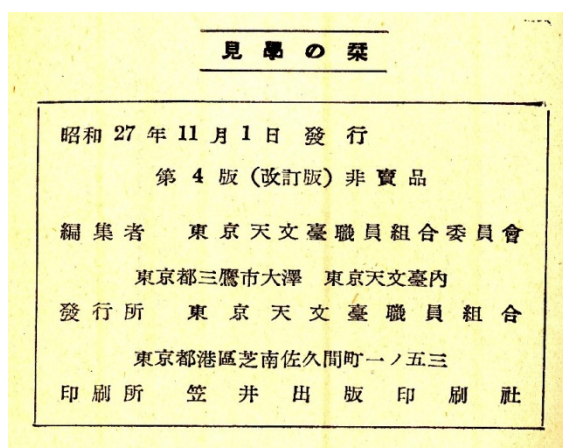 見學の栞
昭和 27 年 11 月 1 日 發 行
第 4 版 (改訂版) 非 賣 品
編 集 者 東 京 天 文 臺 職 員 組 合 委 員 會
東京都三鷹市大澤 東京天文臺内
發 行 所 東 京 天 文 臺 職 員 組 合
東京都港區芝南佐久間町一ノ五三
印 刷 所 笠 井 出 版 印 刷 社